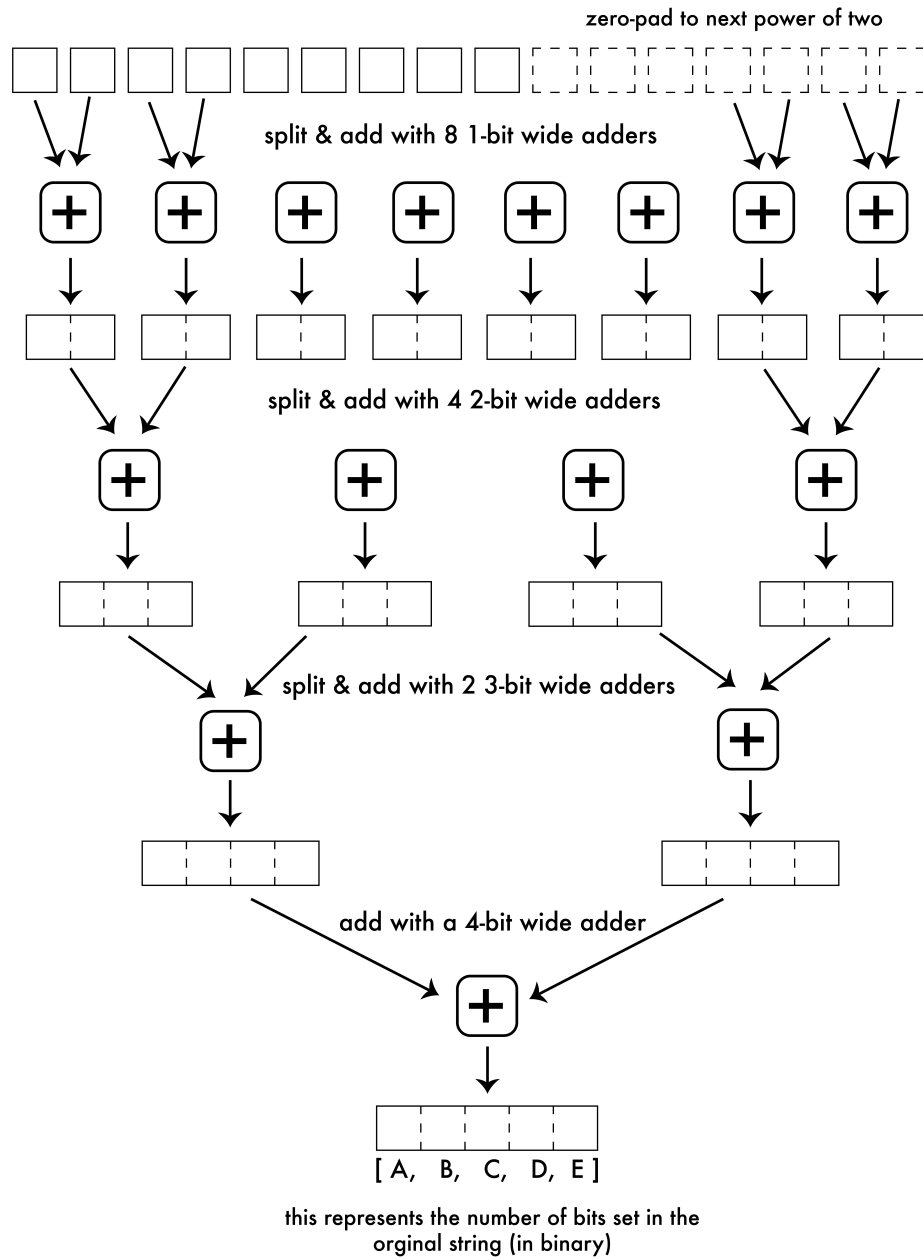 zero-pad to next power of two
split & add with 8 1-bit wide adders
split & add with 4 2-bit wide adders
split & add with 2 3-bit wide adders
add with a 4-bit wide adder
[ A, B, C, D, E ]
this represents the number of bits set in the
orginal string (in binary)